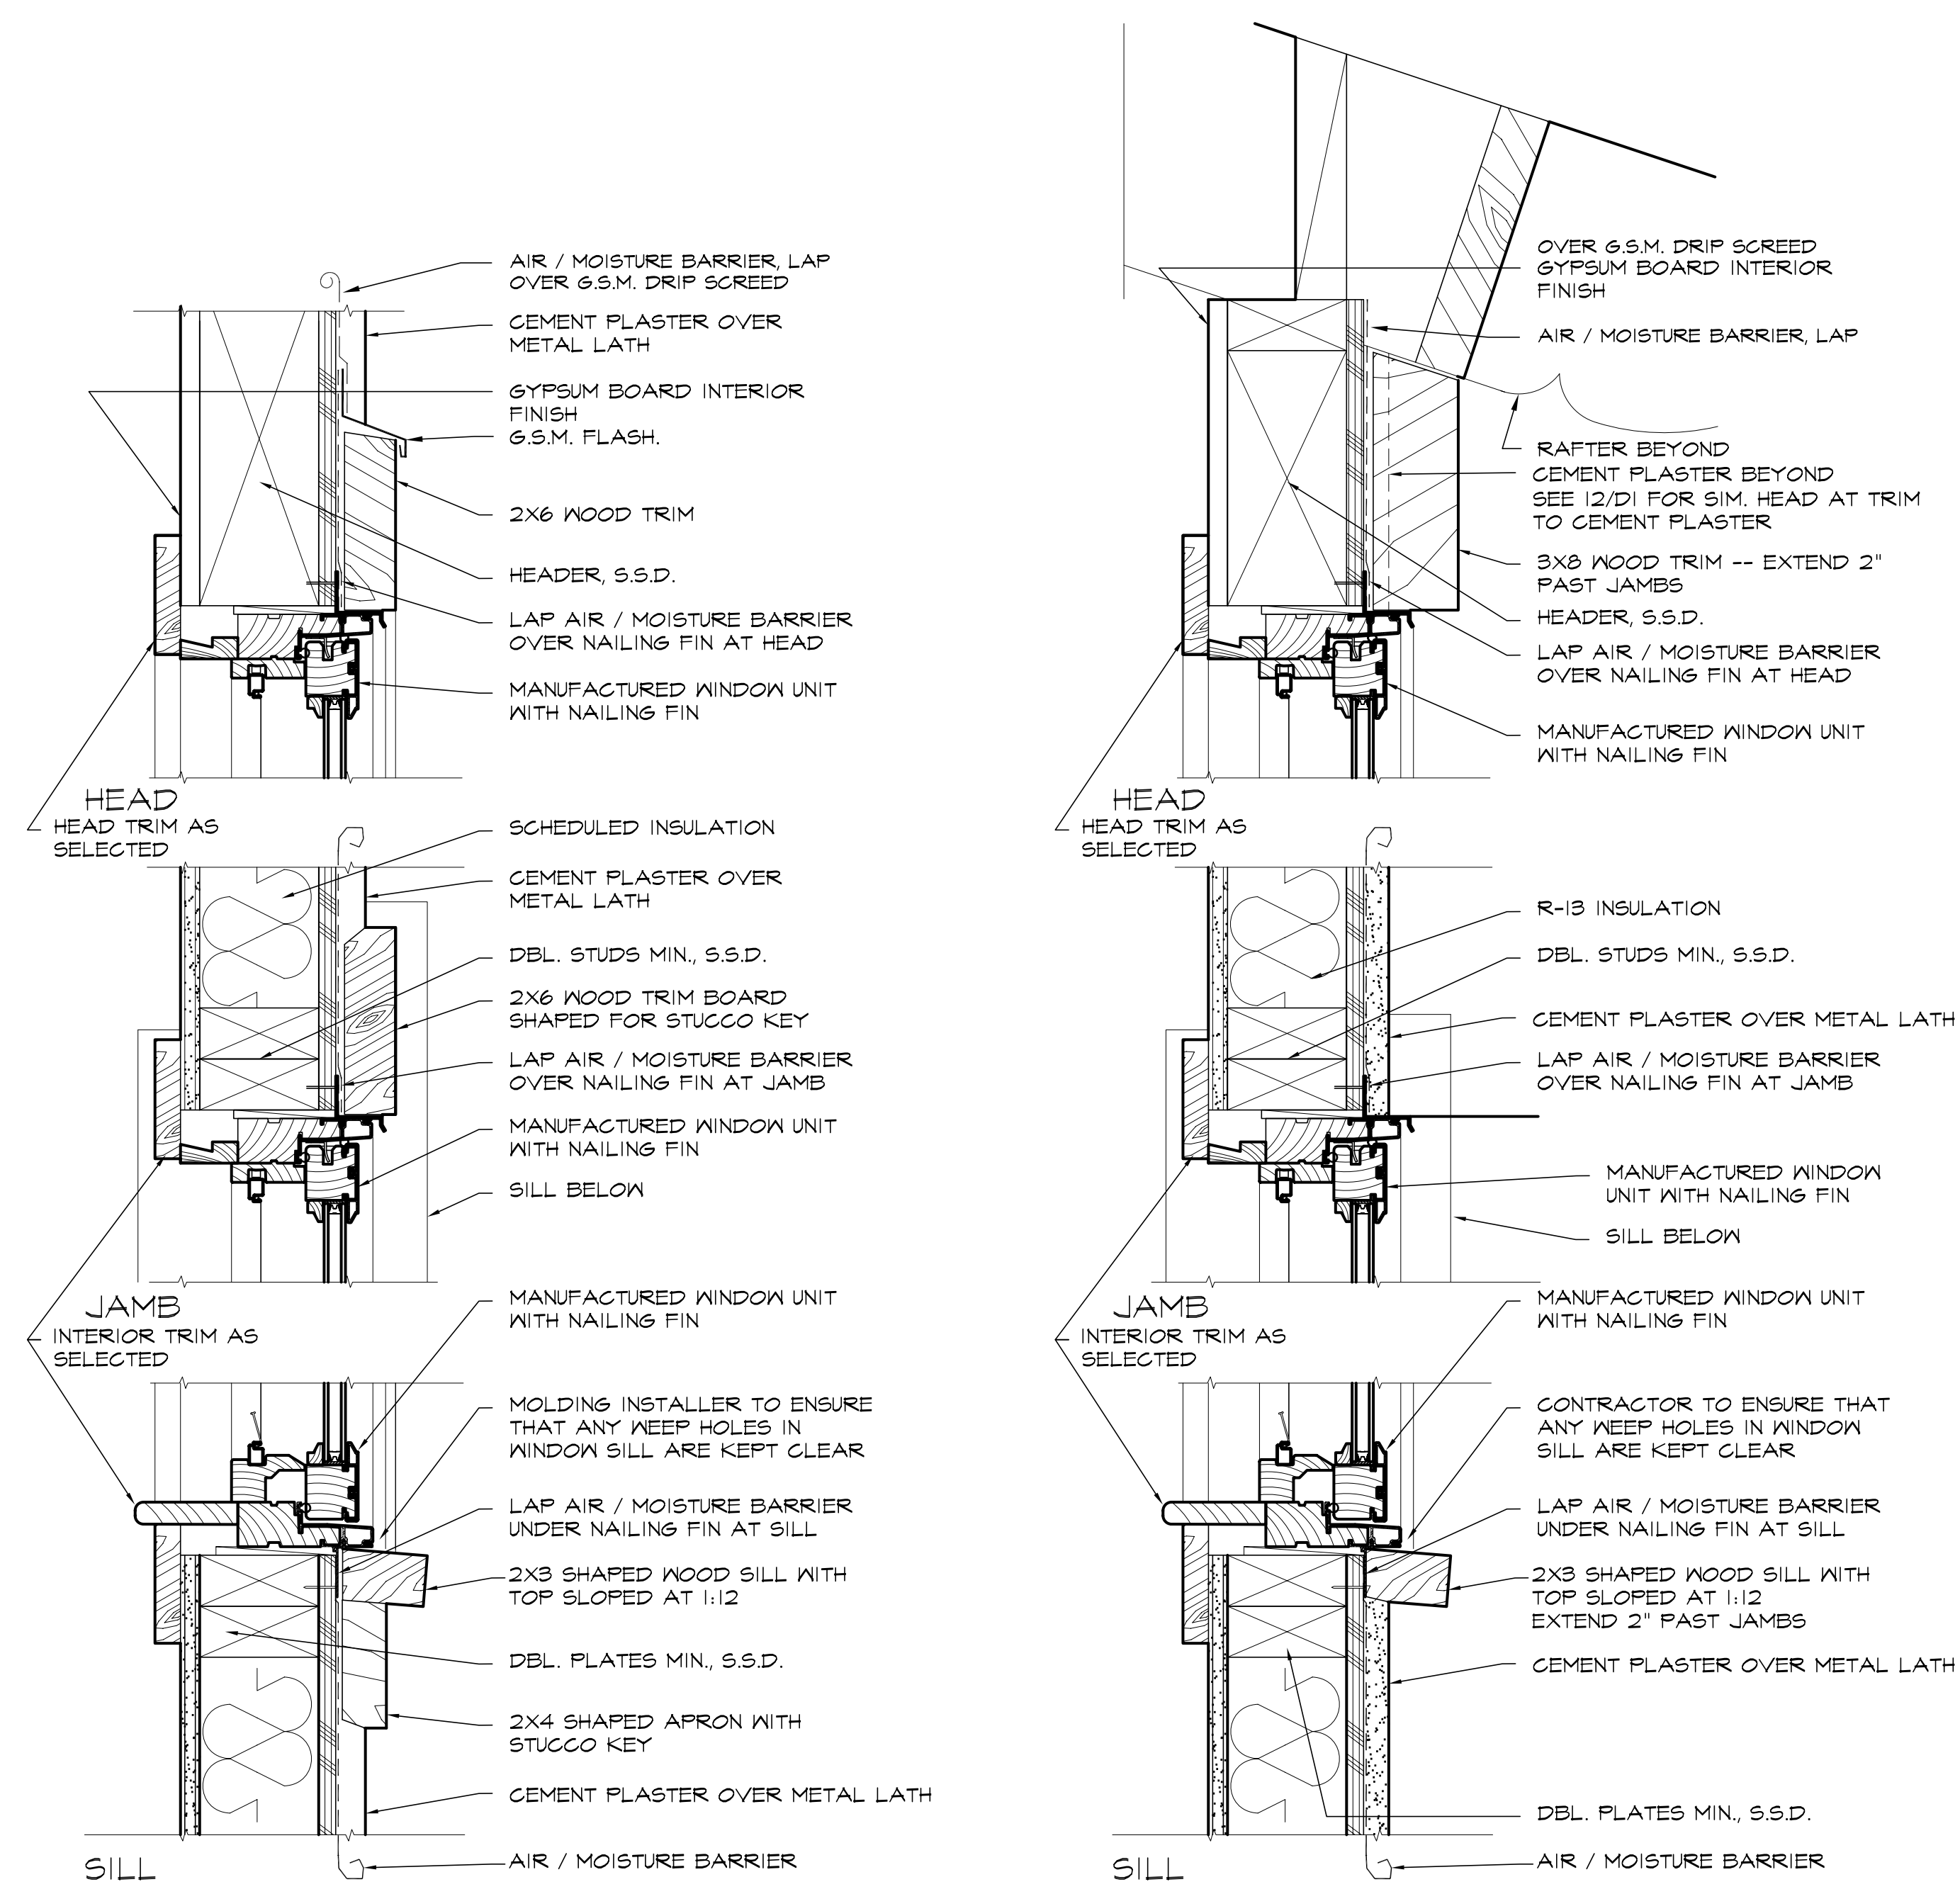 AIR / MOISTURE BARRIER, LAP
OVER G.S.M. DRIP SCREED
CEMENT PLASTER OVER
METAL LATH
GYPSUM BOARD INTERIOR
FINISH
G.S.M. FLASH.
2X6 WOOD TRIM
HEADER, S.S.D.
LAP AIR / MOISTURE BARRIER
OVER NAILING FIN AT HEAD
MANUFACTURED WINDOW UNIT
WITH NAILING FIN
HEAD
HEAD TRIM AS
SELECTED
SCHEDULED INSULATION
CEMENT PLASTER OVER
METAL LATH
DBL. STUDS MIN., S.S.D.
2X6 WOOD TRIM BOARD
SHAPED FOR STUCCO KEY
LAP AIR / MOISTURE BARRIER
OVER NAILING FIN AT JAMB
MANUFACTURED WINDOW UNIT
WITH NAILING FIN
SILL BELOW
JAMB
INTERIOR TRIM AS
SELECTED
MANUFACTURED WINDOW UNIT
WITH NAILING FIN
MOLDING INSTALLER TO ENSURE
THAT ANY WEEP HOLES IN
WINDOW SILL ARE KEPT CLEAR
LAP AIR / MOISTURE BARRIER
UNDER NAILING FIN AT SILL
2X3 SHAPED WOOD SILL WITH
TOP SLOPED AT 1:12
DBL. PLATES MIN., S.S.D.
2X4 SHAPED APRON WITH
STUCCO KEY
CEMENT PLASTER OVER METAL LATH
AIR / MOISTURE BARRIER
SILL
OVER G.S.M. DRIP SCREED
GYPSUM BOARD INTERIOR
FINISH
AIR / MOISTURE BARRIER, LAP
RAFTER BEYOND
CEMENT PLASTER BEYOND
SEE 12/D1 FOR SIM. HEAD AT TRIM
TO CEMENT PLASTER
3X8 WOOD TRIM -- EXTEND 2"
PAST JAMBS
HEADER, S.S.D.
LAP AIR / MOISTURE BARRIER
OVER NAILING FIN AT HEAD
MANUFACTURED WINDOW UNIT
WITH NAILING FIN
HEAD
HEAD TRIM AS
SELECTED
R-13 INSULATION
DBL. STUDS MIN., S.S.D.
CEMENT PLASTER OVER METAL LATH
LAP AIR / MOISTURE BARRIER
OVER NAILING FIN AT JAMB
MANUFACTURED WINDOW
UNIT WITH NAILING FIN
SILL BELOW
JAMB
INTERIOR TRIM AS
SELECTED
MANUFACTURED WINDOW UNIT
WITH NAILING FIN
CONTRACTOR TO ENSURE THAT
ANY WEEP HOLES IN WINDOW
SILL ARE KEPT CLEAR
LAP AIR / MOISTURE BARRIER
UNDER NAILING FIN AT SILL
2X3 SHAPED WOOD SILL WITH
TOP SLOPED AT 1:12
EXTEND 2" PAST JAMBS
CEMENT PLASTER OVER METAL LATH
DBL. PLATES MIN., S.S.D.
AIR / MOISTURE BARRIER
SILL